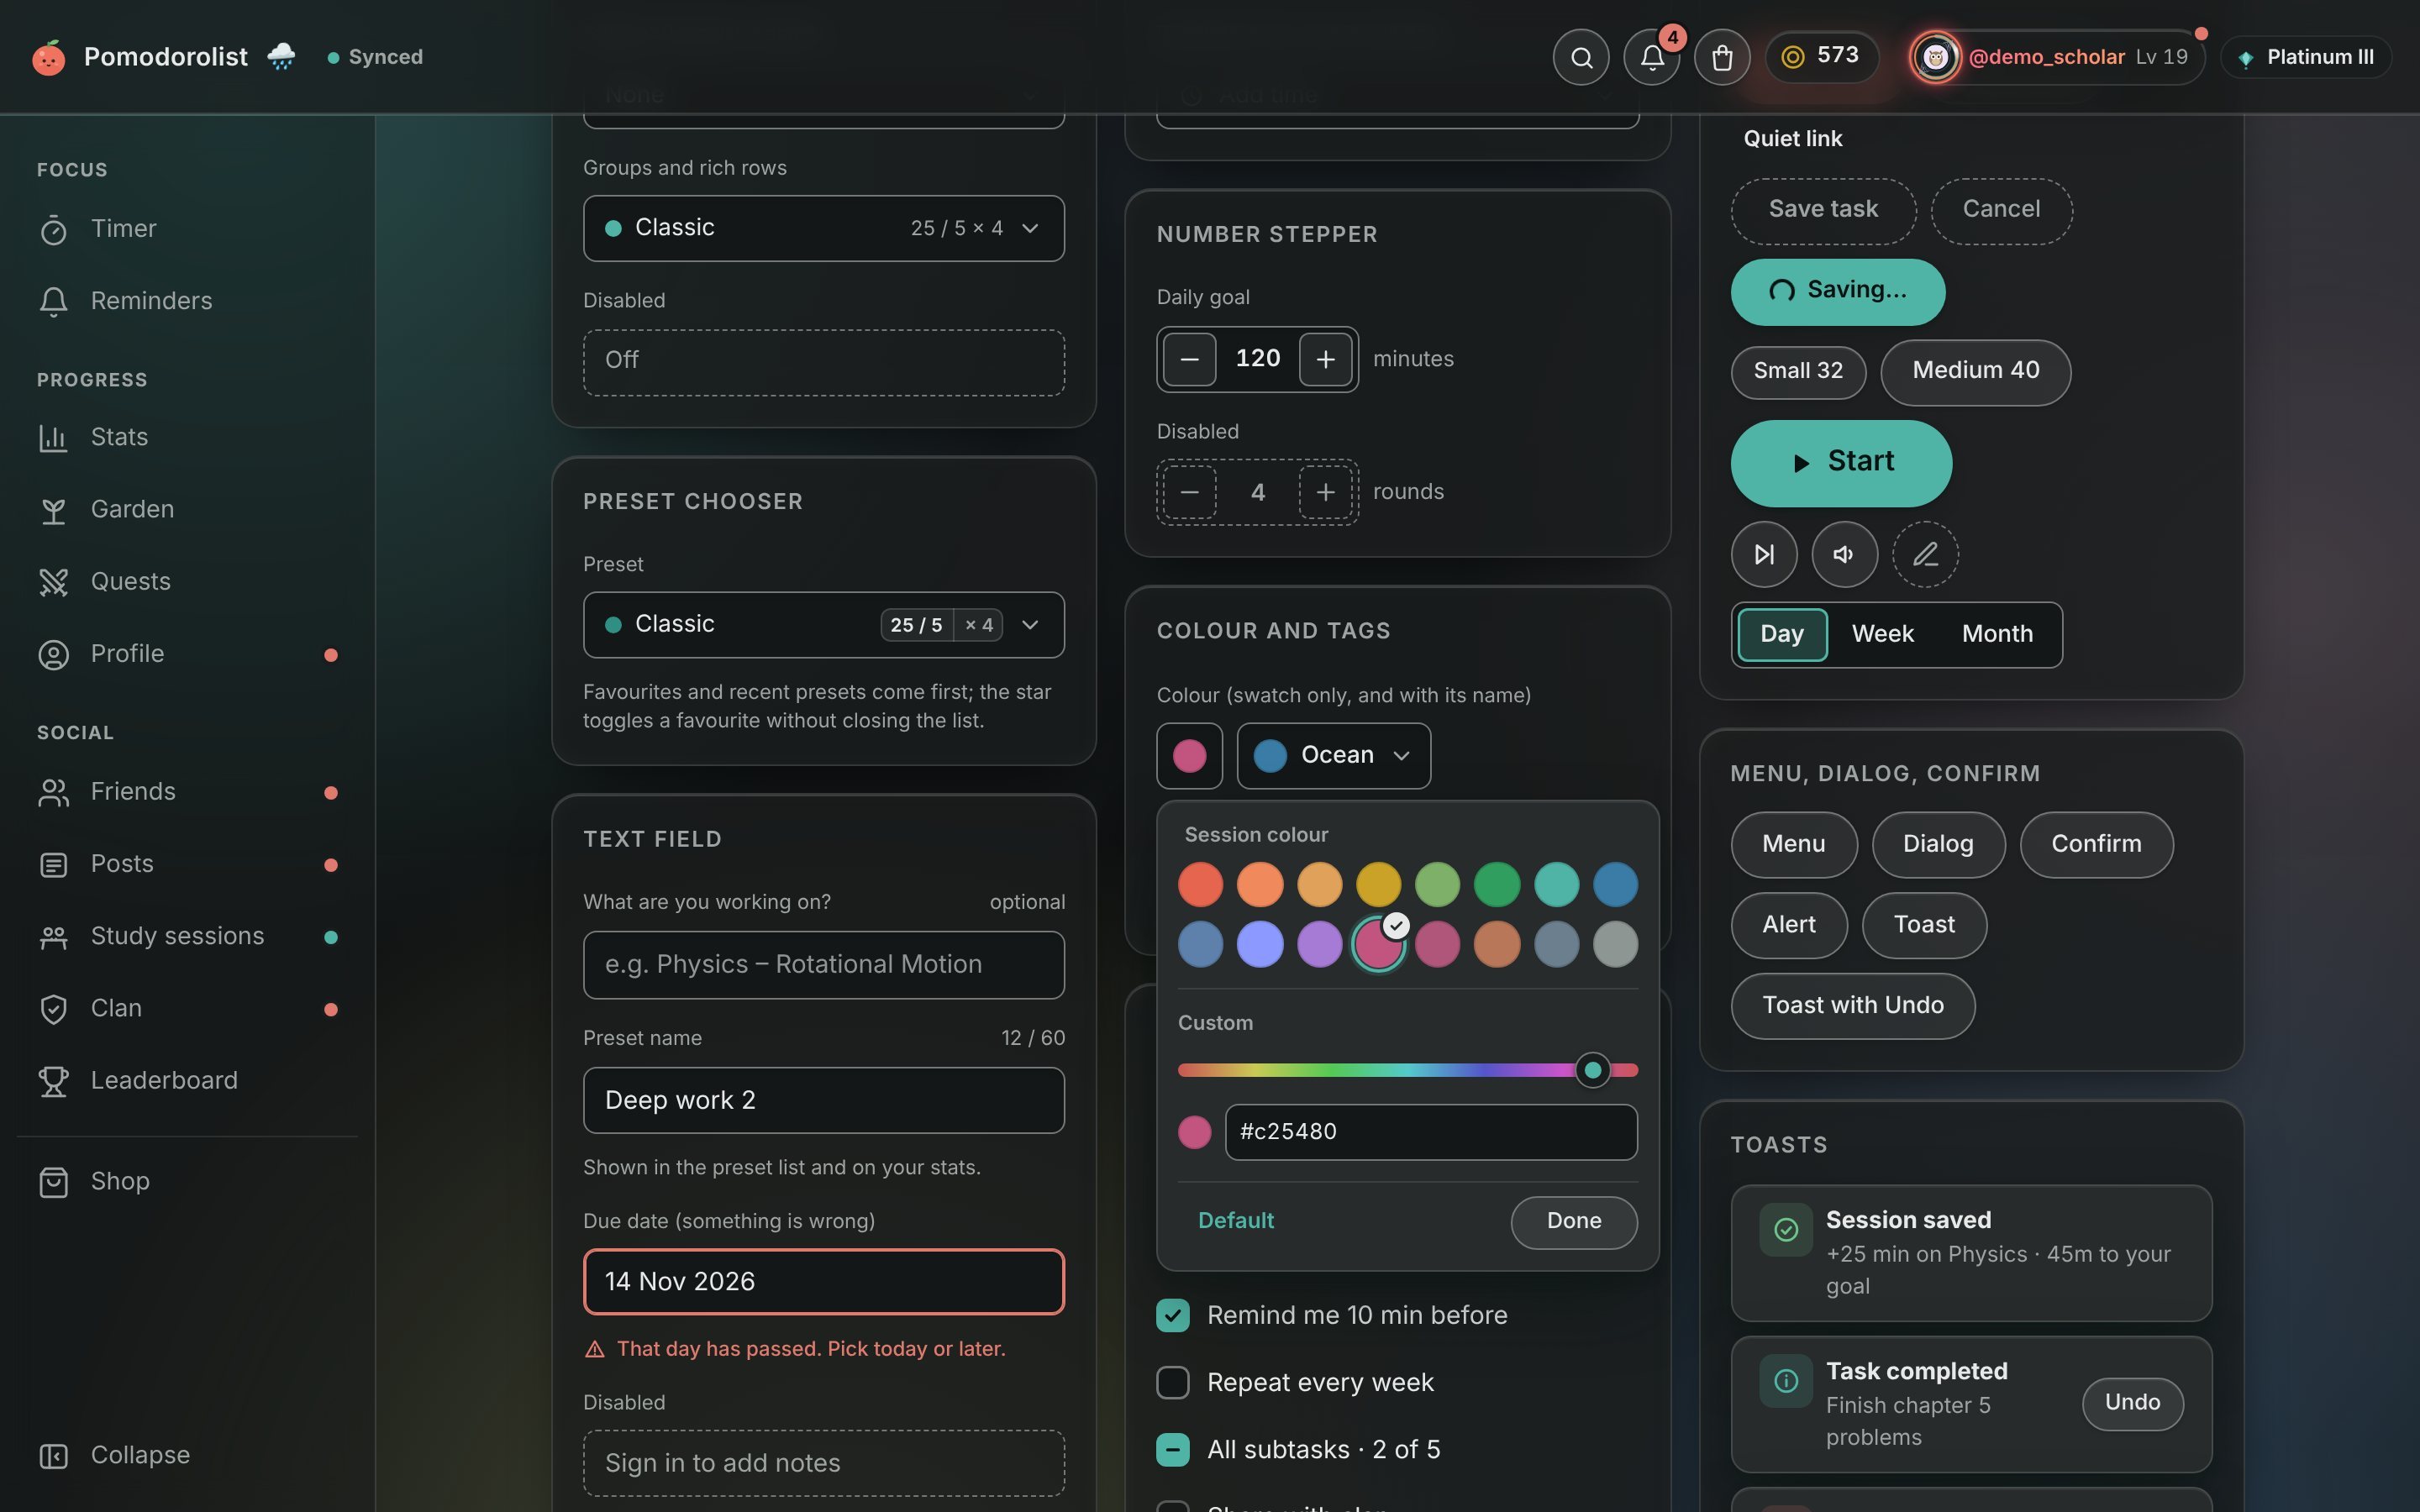 Pomodorolist
Synced
4
573
@demo_scholar Lv 19
Platinum III
FOCUS
Timer
Reminders
PROGRESS
Stats
Garden
Quests
Profile
SOCIAL
Friends
Posts
Study sessions
Clan
Leaderboard
Shop
Collapse
None
Groups and rich rows
Classic 25 / 5 × 4
Disabled
Off
PRESET CHOOSER
Preset
Classic 25 / 5 × 4
Favourites and recent presets come first; the star
toggles a favourite without closing the list.
TEXT FIELD
What are you working on? optional
e.g. Physics – Rotational Motion
Preset name 12 / 60
Deep work 2
Shown in the preset list and on your stats.
Due date (something is wrong)
14 Nov 2026
That day has passed. Pick today or later.
Disabled
Sign in to add notes
Add time
NUMBER STEPPER
Daily goal
− 120 + minutes
Disabled
− 4 + rounds
COLOUR AND TAGS
Colour (swatch only, and with its name)
Ocean
Session colour
Custom
#c25480
Default Done
Remind me 10 min before
Repeat every week
All subtasks · 2 of 5
Quiet link
Save task Cancel
Saving...
Small 32 Medium 40
Start
Day Week Month
MENU, DIALOG, CONFIRM
Menu Dialog Confirm
Alert Toast
Toast with Undo
TOASTS
Session saved
+25 min on Physics · 45m to your
goal
Task completed
Finish chapter 5
problems
Undo